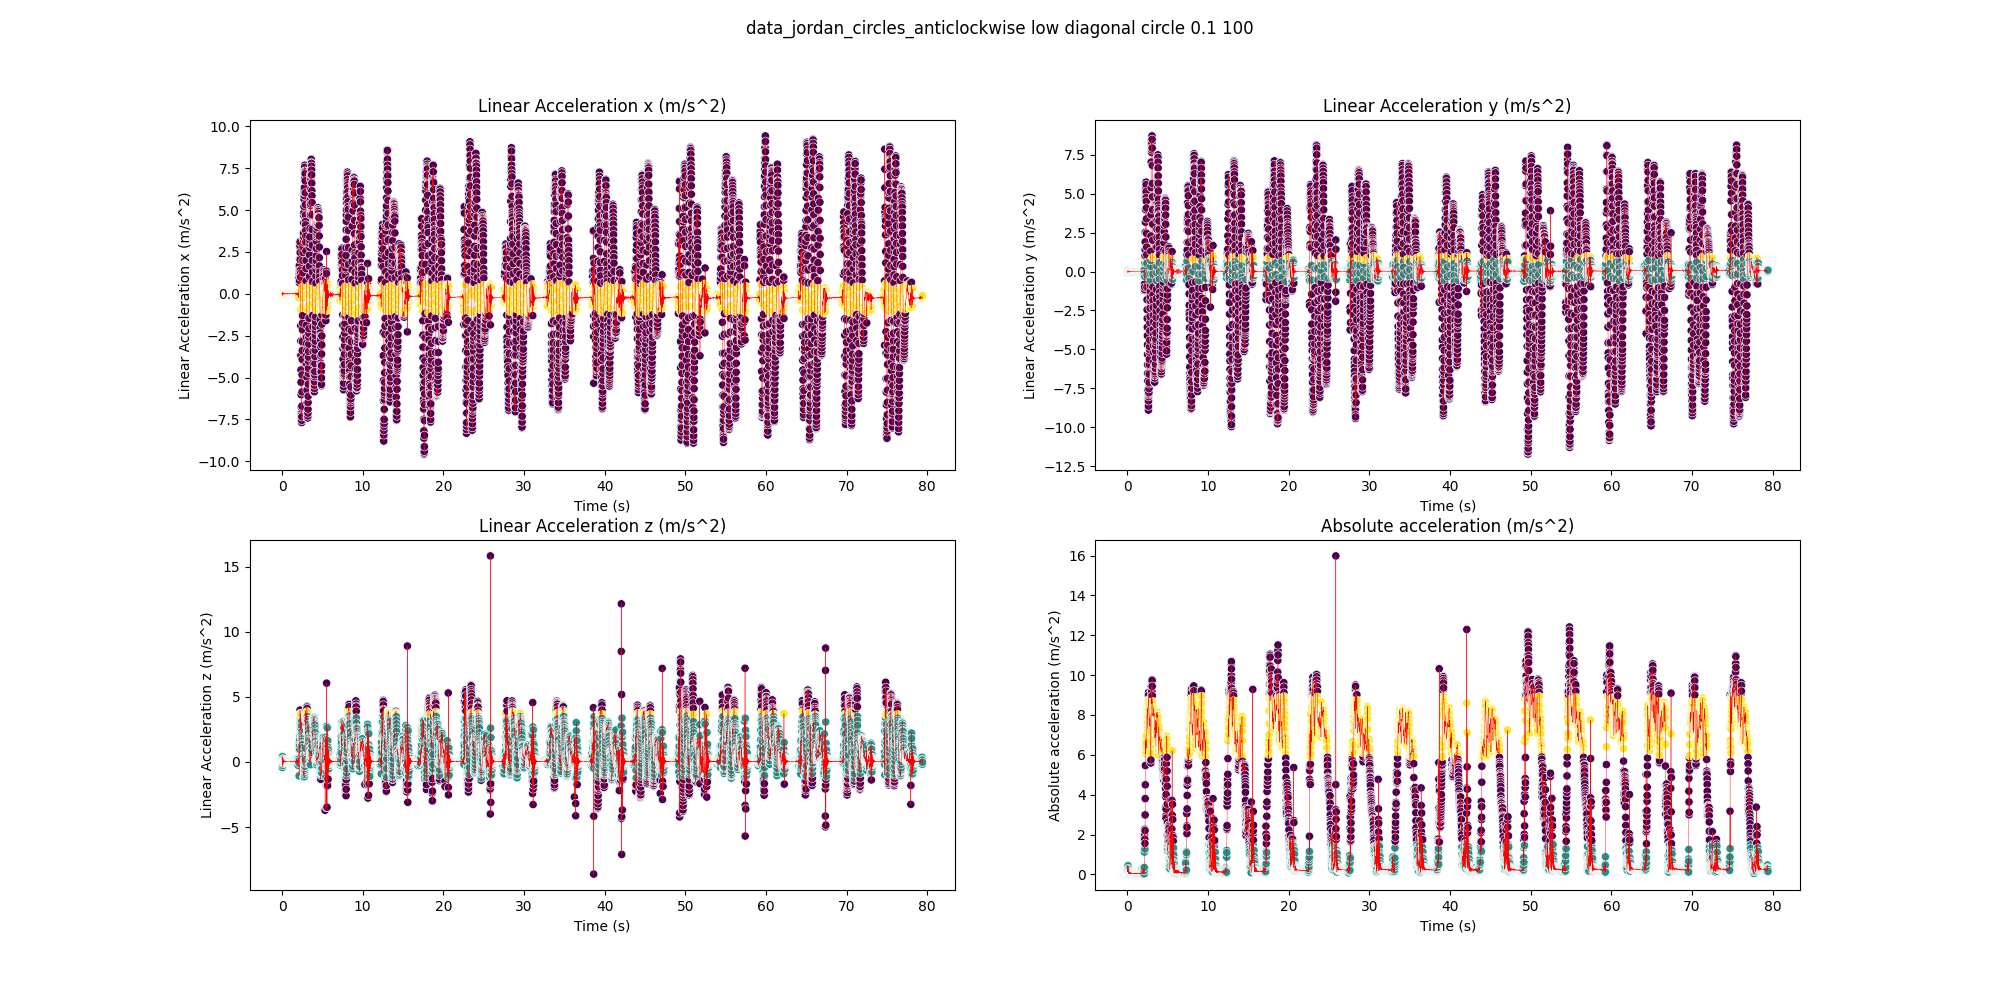 data_jordan_circles_anticlockwise low diagonal circle 0.1 100
Linear Acceleration x (m/s^2)
Linear Acceleration x (m/s^2)
10.0
7.5
5.0
2.5
0.0
−2.5
−5.0
−7.5
−10.0
0 10 20 30 40 50 60 70 80
Time (s)
Linear Acceleration y (m/s^2)
Linear Acceleration y (m/s^2)
7.5
5.0
2.5
0.0
−2.5
−5.0
−7.5
−10.0
−12.5
0 10 20 30 40 50 60 70 80
Time (s)
Linear Acceleration z (m/s^2)
Linear Acceleration z (m/s^2)
15
10
5
0
−5
0 10 20 30 40 50 60 70 80
Time (s)
Absolute acceleration (m/s^2)
Absolute acceleration (m/s^2)
16
14
12
10
8
6
4
2
0
0 10 20 30 40 50 60 70 80
Time (s)